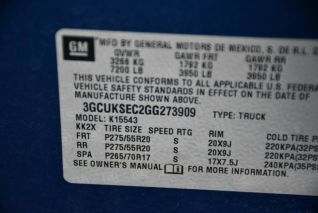 GM
MFD BY GENERAL MOTORS DE MEXICO, S. DE R.L.
GVWR GAWR FRT GAWR RR
3266 KG 1792 KG 1792 KG
7200 LB 3950 LB 3950 LB
THIS VEHICLE CONFORMS TO ALL APPLICABLE U.S. FEDERAL
VEHICLE SAFETY AND THEFT PREVENTION STANDARDS
IN EFFECT ON THE DATE OF MANUFACTURE SHOWN
ABOVE.
3GCUKSEC2GG273909
MODEL: K15543 TYPE: TRUCK
KK2X TIRE SIZE SPEED RTG RIM COLD TIRE
FRT P275/55R20 S 20X9J 220KPA(32PS
RR P275/55R20 S 20X9J 220KPA(32PS
SPA P265/70R17 S 17X7.5J 240KPA(35PS
SEE OWNER'S MANUAL FOR MORE INFORMATION.